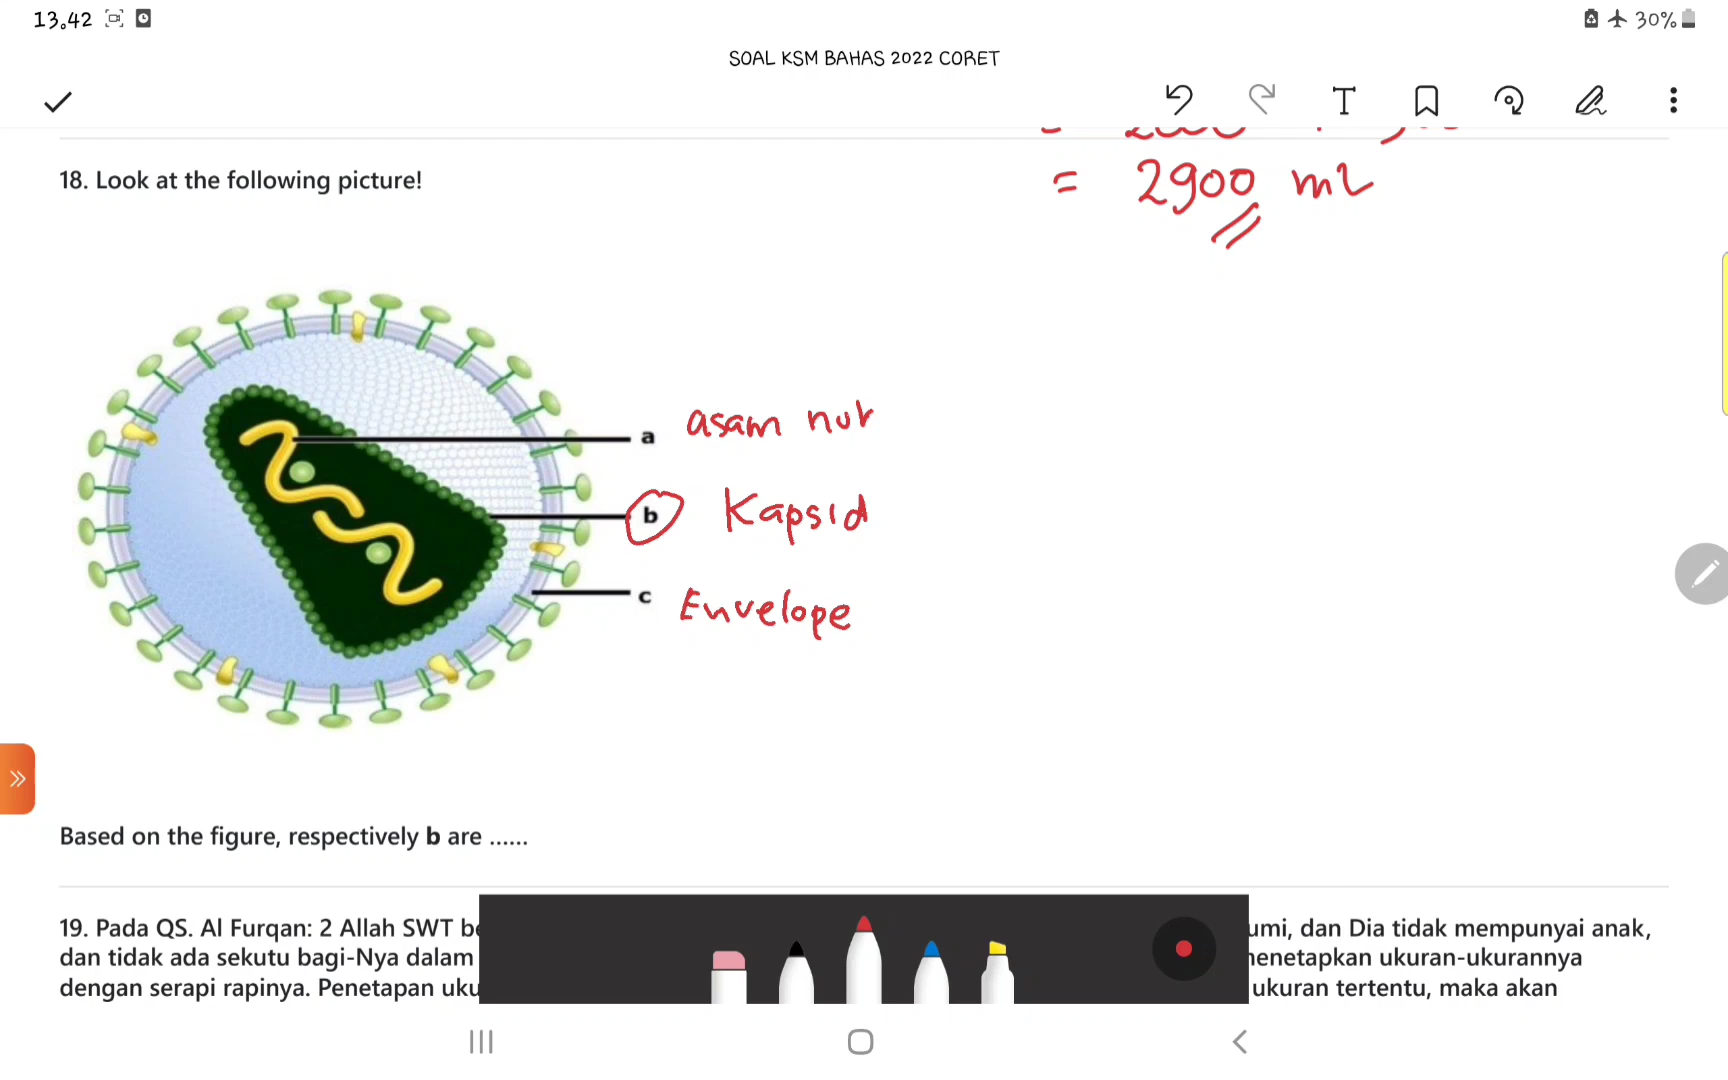 13.42
30%
SOAL KSM BAHAS 2022 CORET
18. Look at the following picture!
= 2900 m2
a asam nuk
b Kapsid
c Envelope
Based on the figure, respectively b are ......
19. Pada QS. Al Furqan: 2 Allah SWT
umi, dan Dia tidak mempunyai anak,
dan tidak ada sekutu bagi-Nya dalam
menetapkan ukuran-ukurannya
dengan serapi rapinya. Penetapan
ukuran tertentu, maka akan